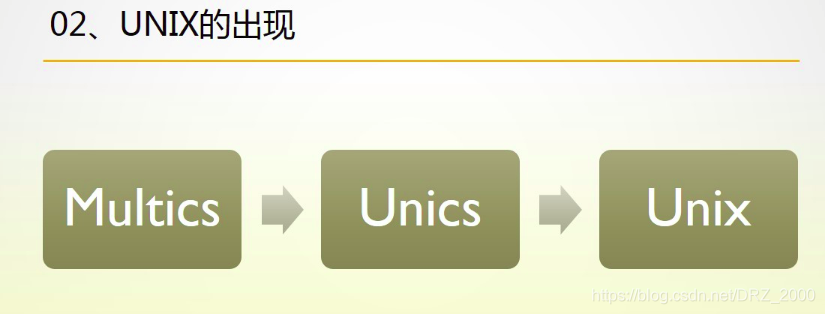 02、UNIX的出现
Multics
Unics
Unix
https://blog.csdn.net/DRZ_2000